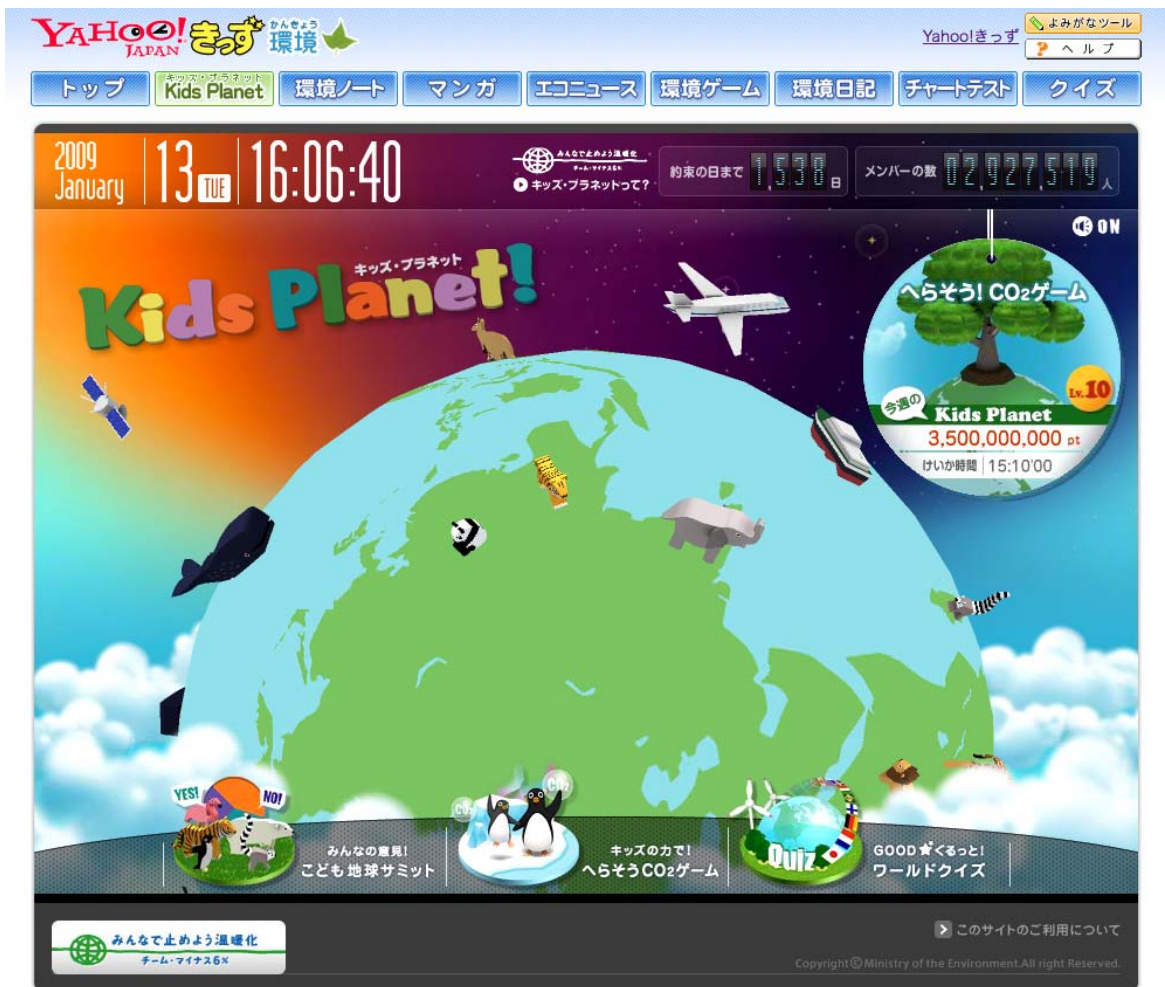 YAHOO!きっず かんきょう
JAPAN 環境
Yahoo!きっず
よみがなツール
? ヘルプ
トップ
キッズ・プラネット
Kids Planet
環境ノート
マンガ
エコニュース
環境ゲーム
環境日記
チャートテスト
クイズ
2009
January
13 TUE
16:06:40
みんなで止めよう温暖化
チーム・マイナス6%
キッズ・プラネットって?
約束の日まで 1,538 日
メンバーの数 02,927,519 人
ON
キッズ・プラネット
Kids Planet!
へらそう! CO2ゲーム
Lv.10
今週の
Kids Planet
3,500,000,000 pt
けいか時間 15:10'00
YES! NO!
みんなの意見!
こども地球サミット
CO2 CO2
キッズの力で!
へらそうCO2ゲーム
Quiz
GOOD★くるっと!
ワールドクイズ
みんなで止めよう温暖化
チーム・マイナス6%
このサイトのご利用について
Copyright©Ministry of the Environment.All right Reserved.